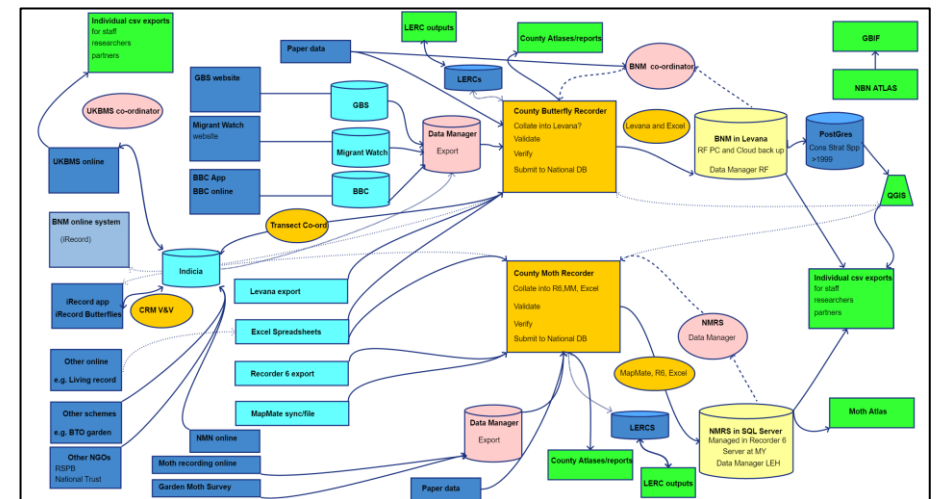 Individual csv exports
for staff
researchers
partners
UKBMS co-ordinator
UKBMS online
BNM online system
(iRecord)
iRecord app
iRecord Butterflies
CRM V&V
Other online
e.g. Living record
Other schemes
e.g. BTO garden
Other NGOs
RSPB
National Trust
GBS website
Migrant Watch
website
BBC App
BBC online
GBS
Migrant Watch
BBC
Indicia
Transect Co-ord
Levana export
Excel Spreadsheets
Recorder 6 export
MapMate sync/file
NMN online
Moth recording online
Garden Moth Survey
Paper data
LERC outputs
LERCs
County Atlases/reports
Data Manager
Export
County Butterfly Recorder
Collate into Levana?
Validate
Verify
Submit to National DB
BNM co-ordinator
Levana and Excel
BNM in Levana
RF PC and Cloud back up
Data Manager RF
PostGres
Cons Strat Spp
>1999
GBIF
NBN ATLAS
QGIS
County Moth Recorder
Collate into R6,MM, Excel
Validate
Verify
Submit to National DB
NMRS
Data Manager
MapMate, R6, Excel
Individual csv exports
for staff
researchers
partners
Data Manager
Export
Paper data
County Atlases/reports
LERCS
LERC outputs
NMRS in SQL Server
Managed in Recorder 6
Server at MY
Data Manager LEH
Moth Atlas